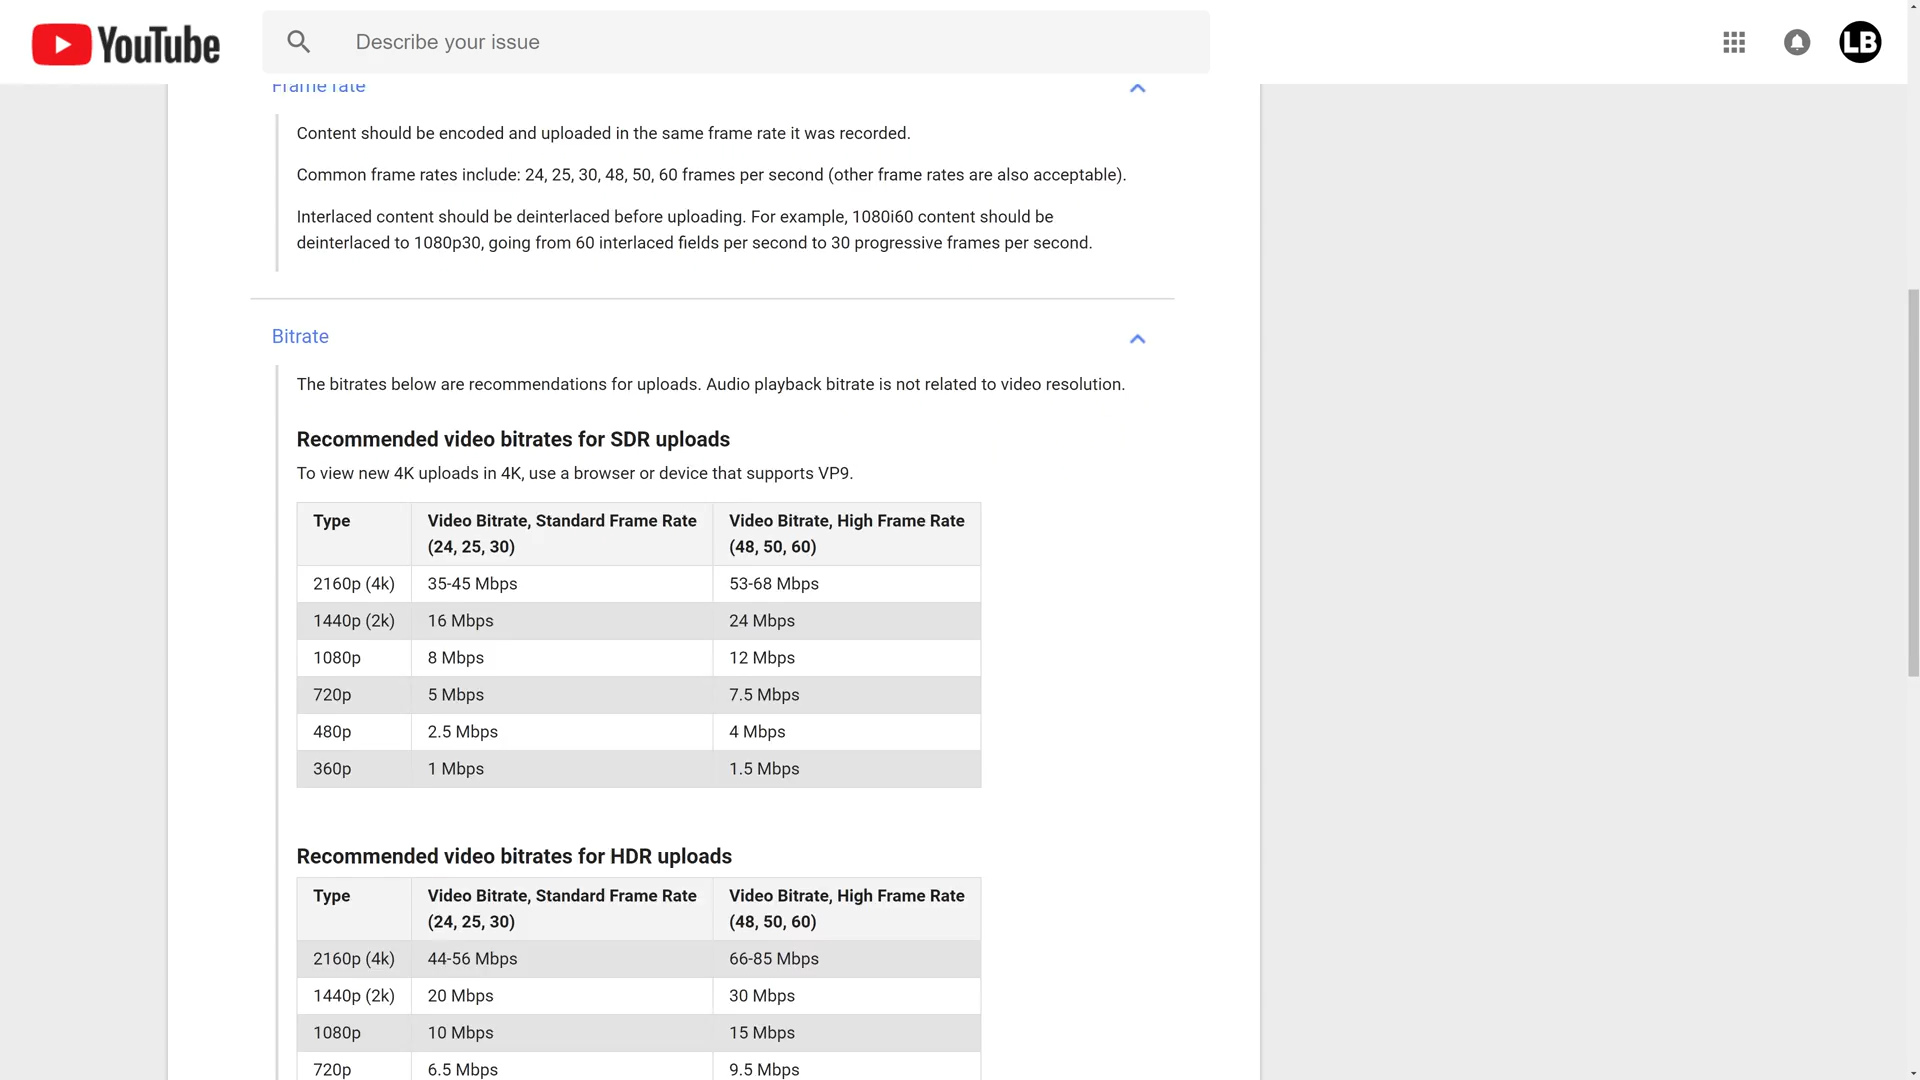 YouTube
Describe your issue
LB
Frame rate
Content should be encoded and uploaded in the same frame rate it was recorded.
Common frame rates include: 24, 25, 30, 48, 50, 60 frames per second (other frame rates are also acceptable).
Interlaced content should be deinterlaced before uploading. For example, 1080i60 content should be
deinterlaced to 1080p30, going from 60 interlaced fields per second to 30 progressive frames per second.
Bitrate
The bitrates below are recommendations for uploads. Audio playback bitrate is not related to video resolution.
Recommended video bitrates for SDR uploads
To view new 4K uploads in 4K, use a browser or device that supports VP9.
Type Video Bitrate, Standard Frame Rate (24, 25, 30) Video Bitrate, High Frame Rate (48, 50, 60)
2160p (4k) 35-45 Mbps 53-68 Mbps
1440p (2k) 16 Mbps 24 Mbps
1080p 8 Mbps 12 Mbps
720p 5 Mbps 7.5 Mbps
480p 2.5 Mbps 4 Mbps
360p 1 Mbps 1.5 Mbps
Recommended video bitrates for HDR uploads
Type Video Bitrate, Standard Frame Rate (24, 25, 30) Video Bitrate, High Frame Rate (48, 50, 60)
2160p (4k) 44-56 Mbps 66-85 Mbps
1440p (2k) 20 Mbps 30 Mbps
1080p 10 Mbps 15 Mbps
720p 6.5 Mbps 9.5 Mbps